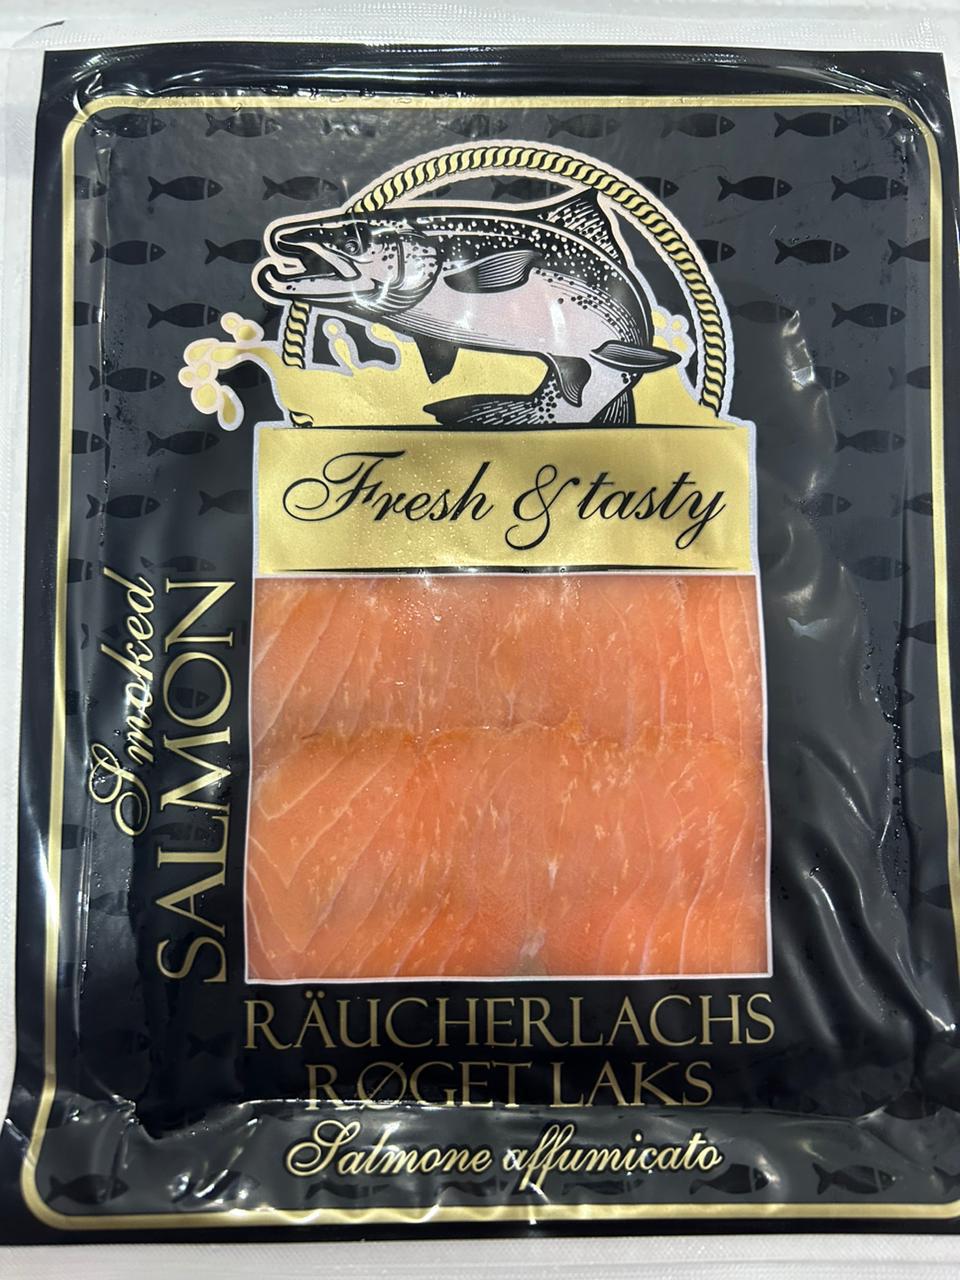 Fresh & tasty
Smoked
SALMON
RÄUCHERLACHS
RØGET LAKS
Salmone affumicato